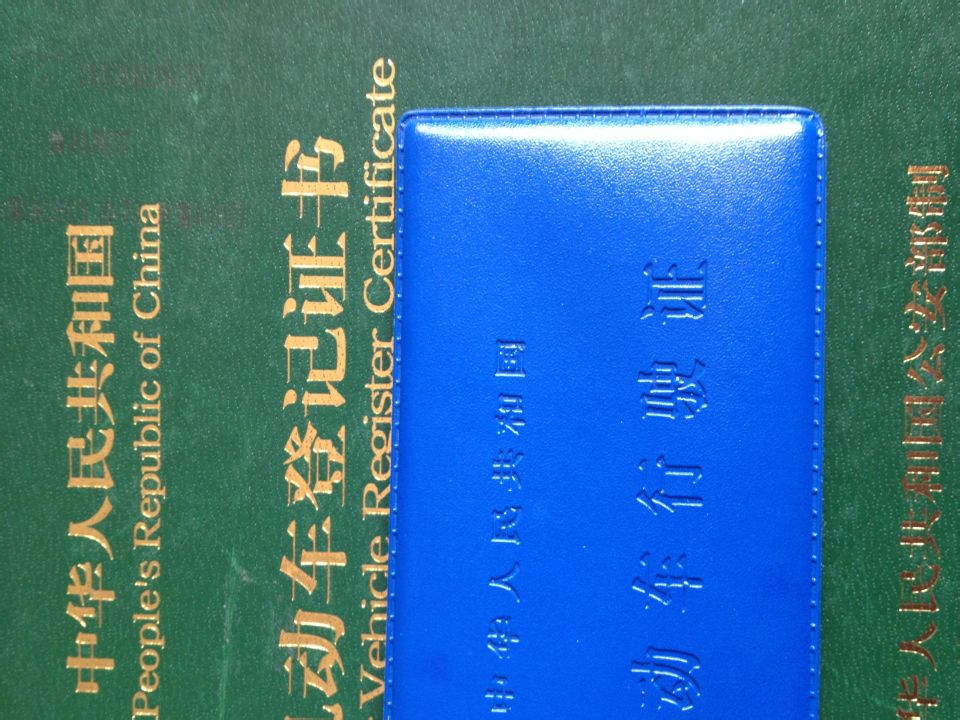 中华人民共和国
People's Republic of China
机动车登记证书
Vehicle Register Certificate
中华人民共和国
动车行驶证
华人民共和国公安部制